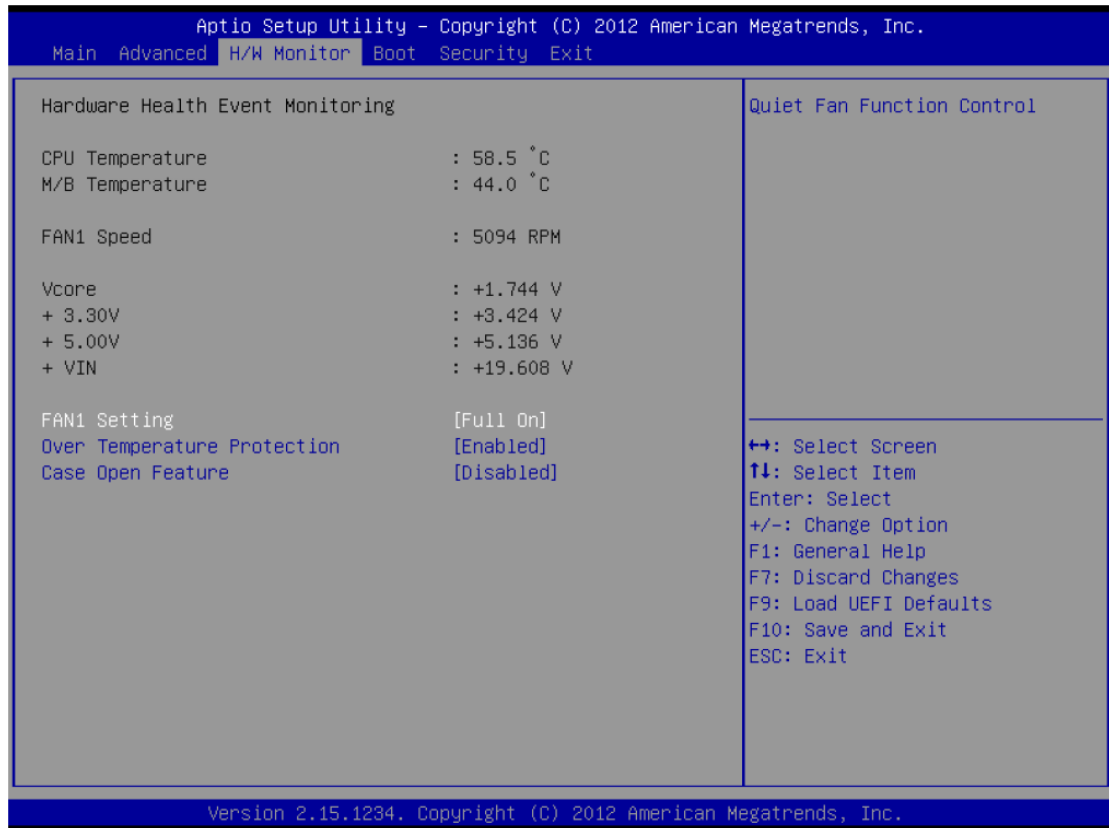 Aptio Setup Utility – Copyright (C) 2012 American Megatrends, Inc.
Main Advanced H/W Monitor Boot Security Exit
Hardware Health Event Monitoring
CPU Temperature : 58.5 °C
M/B Temperature : 44.0 °C
FAN1 Speed : 5094 RPM
Vcore : +1.744 V
+ 3.30V : +3.424 V
+ 5.00V : +5.136 V
+ VIN : +19.608 V
FAN1 Setting [Full On]
Over Temperature Protection [Enabled]
Case Open Feature [Disabled]
Quiet Fan Function Control
↔: Select Screen
↑↓: Select Item
Enter: Select
+/-: Change Option
F1: General Help
F7: Discard Changes
F9: Load UEFI Defaults
F10: Save and Exit
ESC: Exit
Version 2.15.1234. Copyright (C) 2012 American Megatrends, Inc.